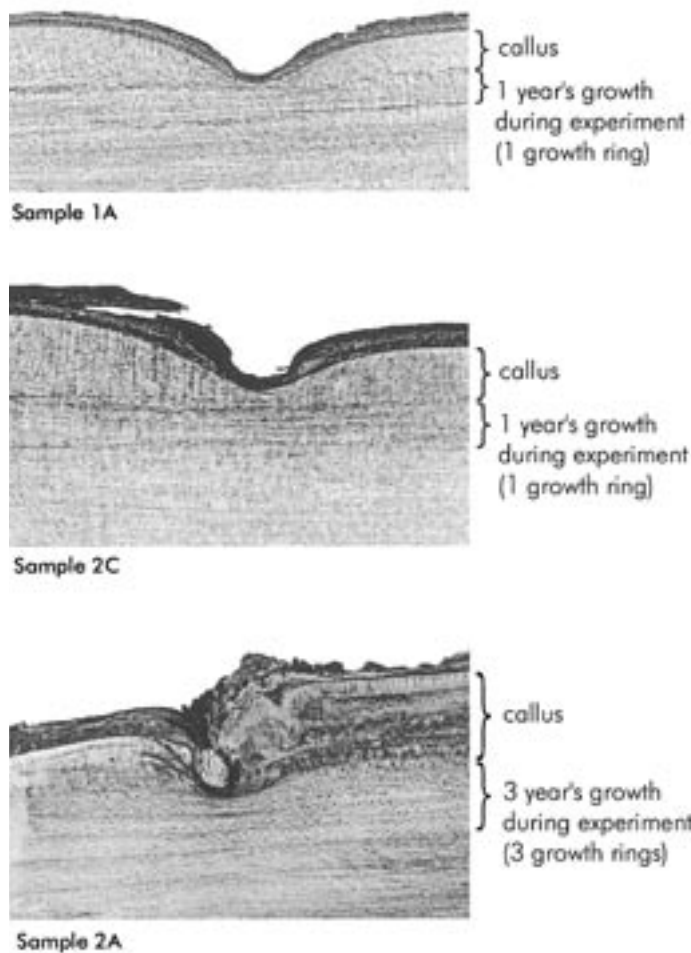 callus
1 year's growth
during experiment
(1 growth ring)
Sample 1A
callus
1 year's growth
during experiment
(1 growth ring)
Sample 2C
callus
3 year's growth
during experiment
(3 growth rings)
Sample 2A